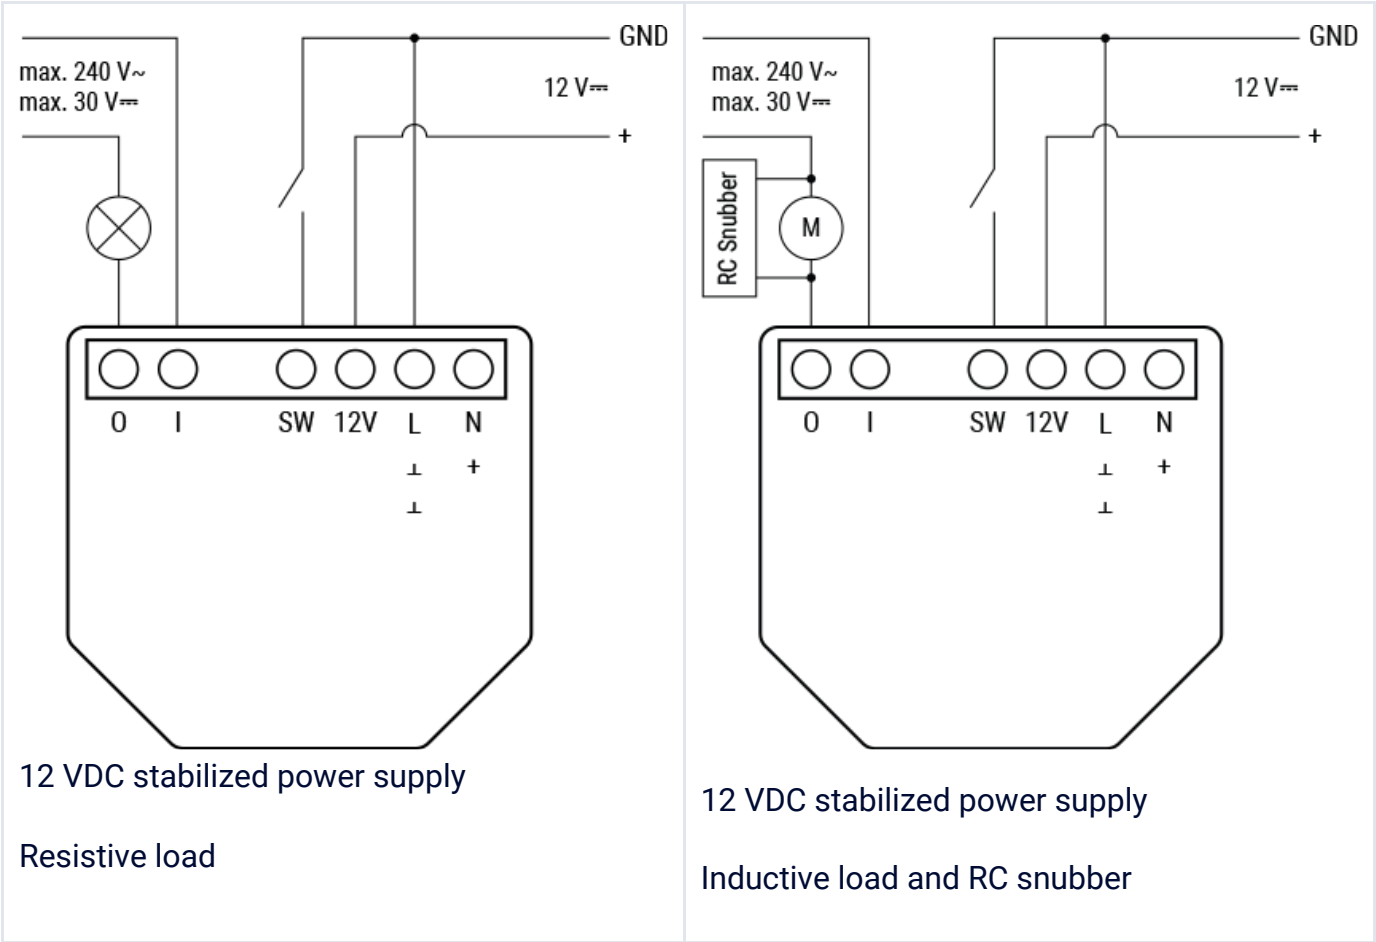 GND
max. 240 V~
max. 30 V⎓
12 V⎓
+
O I SW 12V L N
⊥ +
⊥
12 VDC stabilized power supply
Resistive load
GND
max. 240 V~
max. 30 V⎓
12 V⎓
+
RC Snubber
M
O I SW 12V L N
⊥ +
⊥
12 VDC stabilized power supply
Inductive load and RC snubber